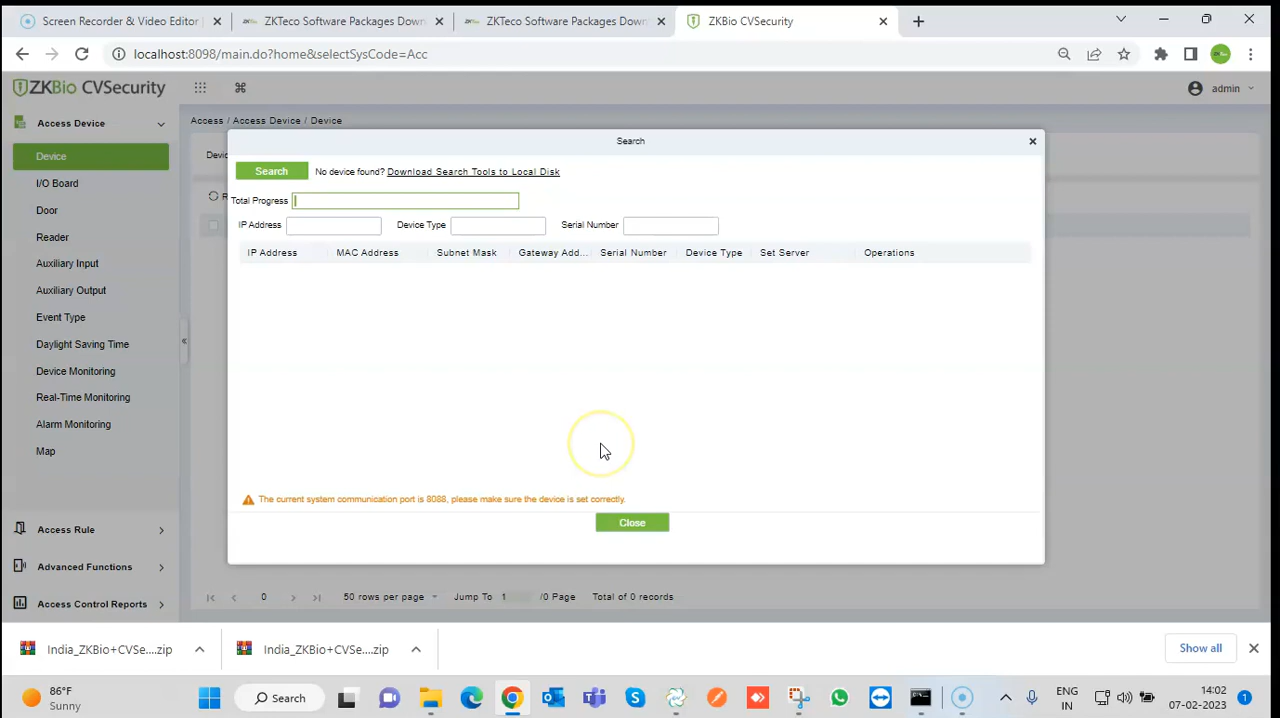 Screen Recorder & Video Editor
ZKTeco Software Packages Down
ZKTeco Software Packages Down
ZKBio CVSecurity
localhost:8098/main.do?home&selectSysCode=Acc
ZKBio CVSecurity
admin
Access Device
Access / Access Device / Device
Search
Device
Search
No device found? Download Search Tools to Local Disk
I/O Board
Total Progress
Door
IP Address
Device Type
Serial Number
Reader
IP Address
MAC Address
Subnet Mask
Gateway Add...
Serial Number
Device Type
Set Server
Operations
Auxiliary Input
Auxiliary Output
Event Type
Daylight Saving Time
Device Monitoring
Real-Time Monitoring
Alarm Monitoring
Map
The current system communication port is 8088, please make sure the device is set correctly.
Close
Access Rule
Advanced Functions
Access Control Reports
0
50 rows per page
Jump To 1 /0 Page
Total of 0 records
India_ZKBio+CVSe....zip
India_ZKBio+CVSe....zip
Show all
86°F
Sunny
Search
ENG
IN
14:02
07-02-2023
1